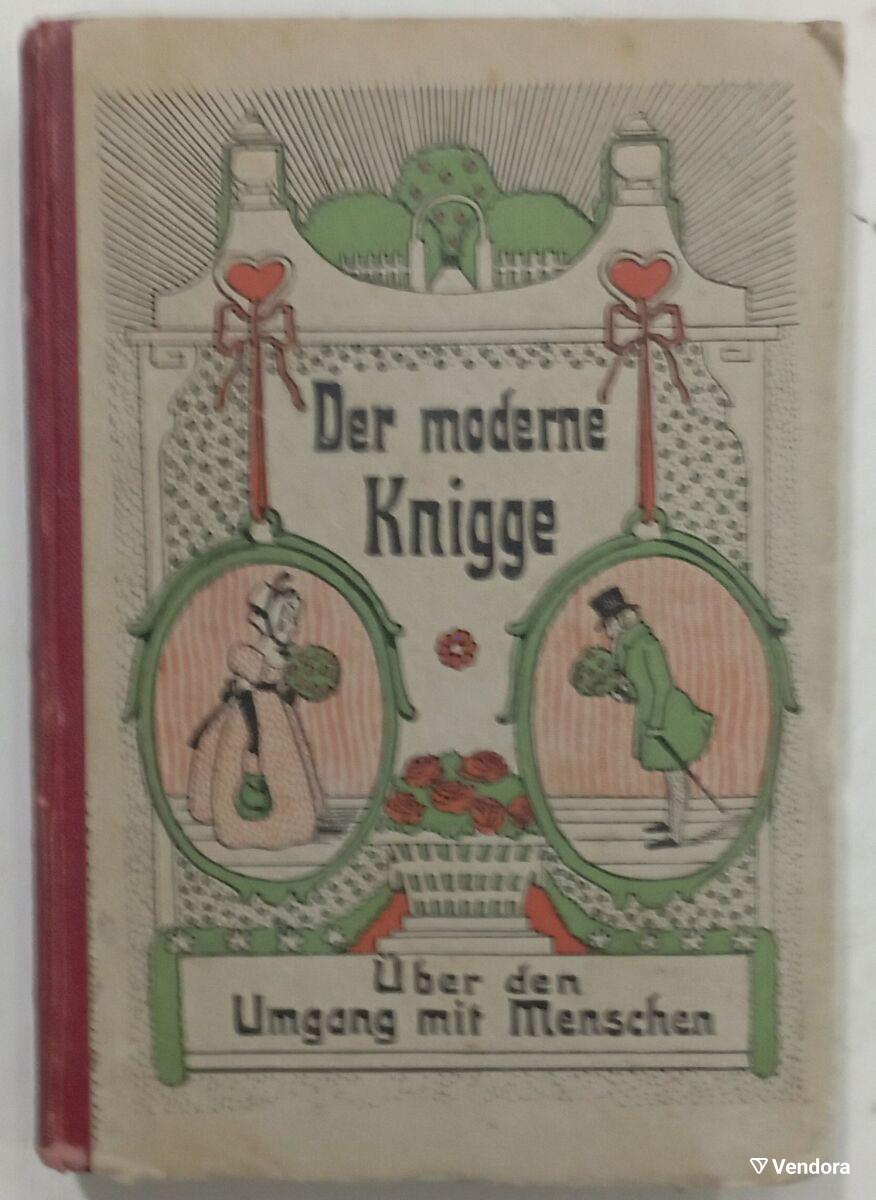 Der moderne
Knigge
Über den
Umgang mit Menschen
Vendora